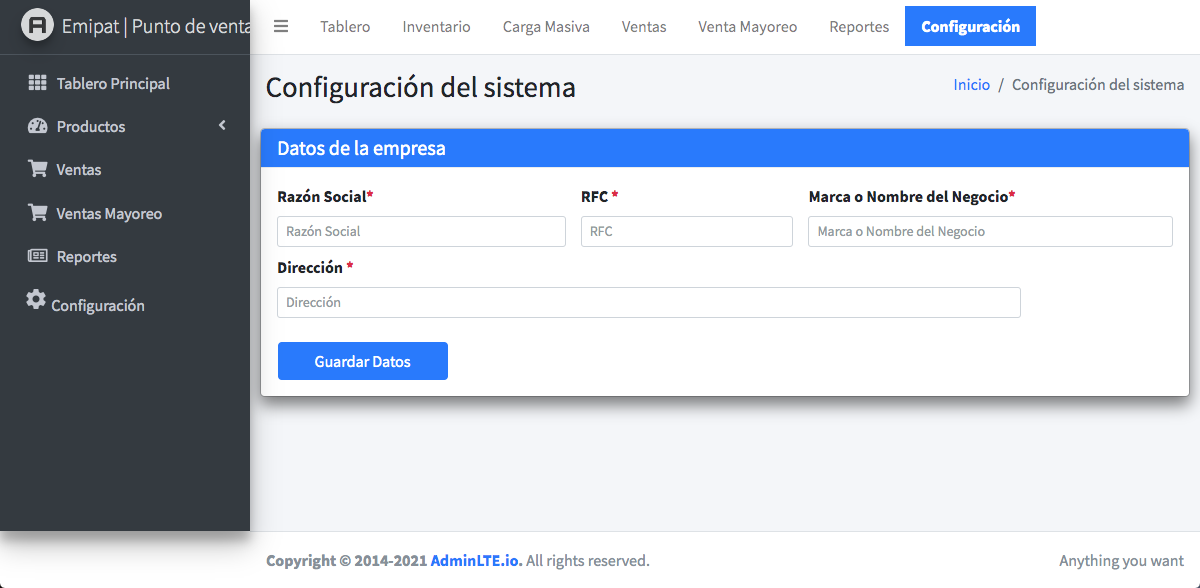 Emipat | Punto de venta
Tablero Inventario Carga Masiva Ventas Venta Mayoreo Reportes Configuración
Tablero Principal
Productos
Ventas
Ventas Mayoreo
Reportes
Configuración
Configuración del sistema
Inicio / Configuración del sistema
Datos de la empresa
Razón Social* RFC * Marca o Nombre del Negocio*
Razón Social RFC Marca o Nombre del Negocio
Dirección *
Dirección
Guardar Datos
Copyright © 2014-2021 AdminLTE.io. All rights reserved.
Anything you want